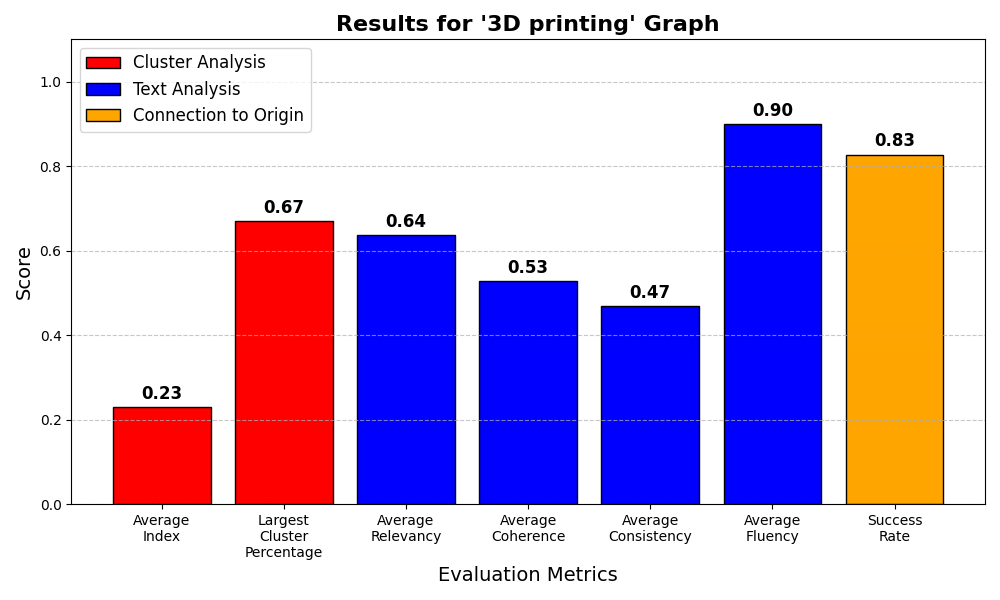 Results for '3D printing' Graph
Cluster Analysis
Text Analysis
Connection to Origin
Score
1.0
0.8
0.6
0.4
0.2
0.0
0.23
0.67
0.64
0.53
0.47
0.90
0.83
Average
Index
Largest
Cluster
Percentage
Average
Relevancy
Average
Coherence
Average
Consistency
Average
Fluency
Success
Rate
Evaluation Metrics